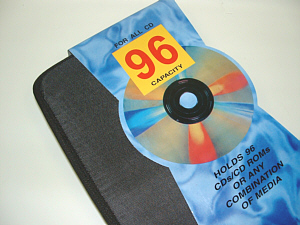 FOR ALL CD
96
CAPACITY
HOLDS 96
CDs/CD ROMs
OR ANY
COMBINATION
OF MEDIA